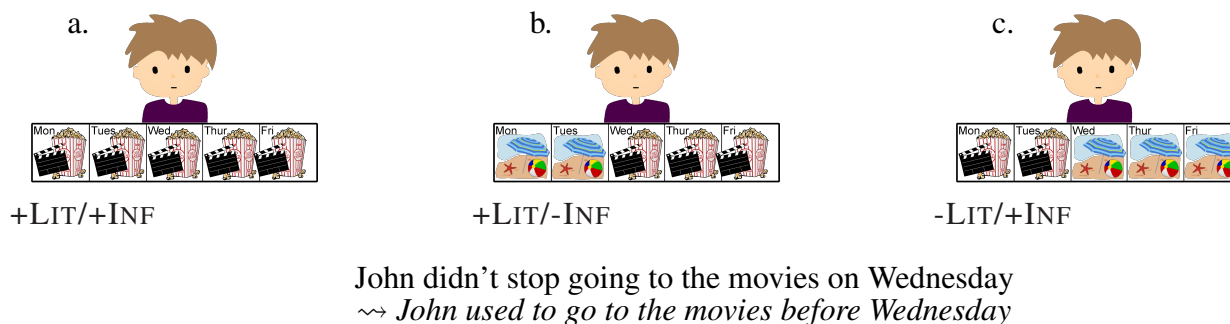 a. b. c.
Mon Tues Wed Thur Fri Mon Tues Wed Thur Fri Mon Tues Wed Thur Fri
+LIT/+INF +LIT/-INF -LIT/+INF
John didn't stop going to the movies on Wednesday
⇝ John used to go to the movies before Wednesday